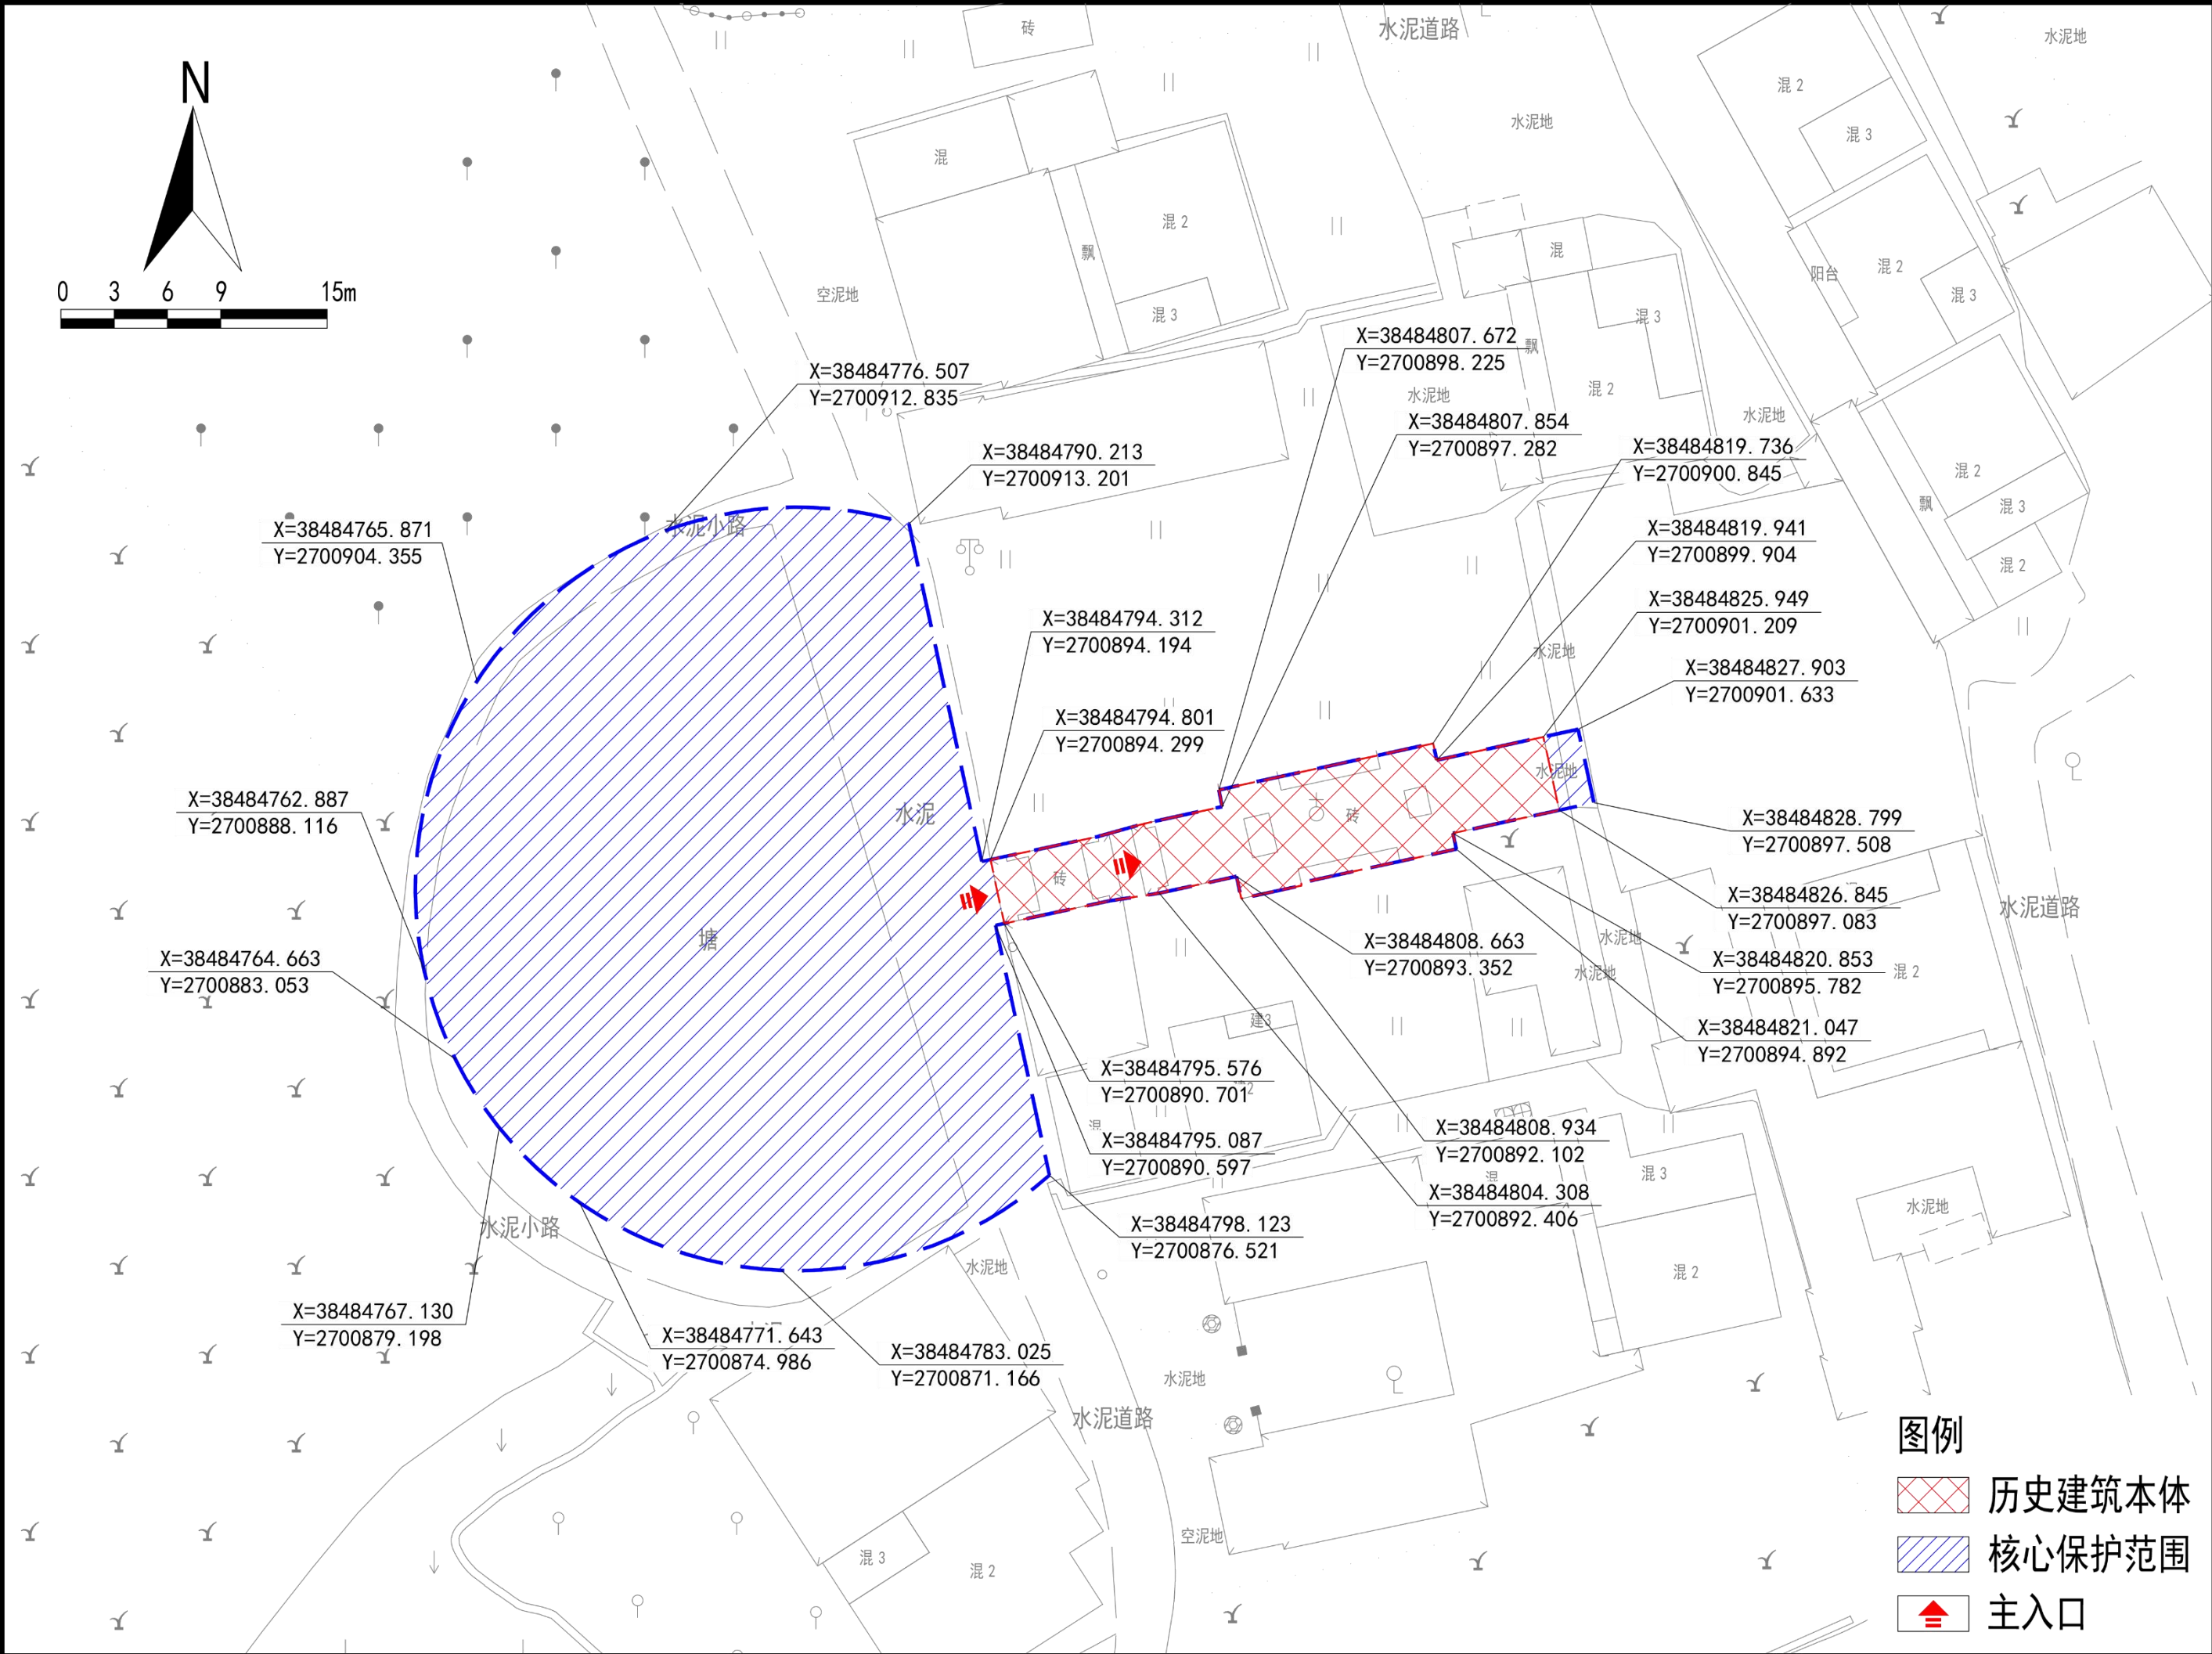 砖
水泥道路
水泥地
混 2
混 3
水泥地
N
混
混 2
飘
混 3
空泥地
0 3 6 9 15m
混
混 3
飘
水泥地
混 2
水泥地
阳台
混 2
混 3
混 2
混 3
飘
混 2
X=38484807.672
Y=2700898.225
X=38484776.507
Y=2700912.835
X=38484807.854
Y=2700897.282
X=38484790.213
Y=2700913.201
X=38484819.736
Y=2700900.845
X=38484765.871
Y=2700904.355
水泥小路
X=38484819.941
Y=2700899.904
X=38484794.312
Y=2700894.194
X=38484825.949
Y=2700901.209
水泥地
X=38484827.903
Y=2700901.633
X=38484794.801
Y=2700894.299
水泥地
X=38484762.887
Y=2700888.116
水泥
砖
砖
X=38484828.799
Y=2700897.508
X=38484826.845
Y=2700897.083
水泥道路
塘
X=38484808.663
Y=2700893.352
水泥地
水泥地
X=38484764.663
Y=2700883.053
X=38484820.853
Y=2700895.782
混 2
建3
X=38484821.047
Y=2700894.892
X=38484795.576
Y=2700890.701
混
X=38484795.087
Y=2700890.597
X=38484808.934
Y=2700892.102
混
混 3
X=38484804.308
Y=2700892.406
水泥地
X=38484798.123
Y=2700876.521
水泥小路
水泥地
混 2
X=38484767.130
Y=2700879.198
X=38484771.643
Y=2700874.986
X=38484783.025
Y=2700871.166
水泥地
水泥道路
空泥地
混 3
混 2
图例
历史建筑本体
核心保护范围
主入口